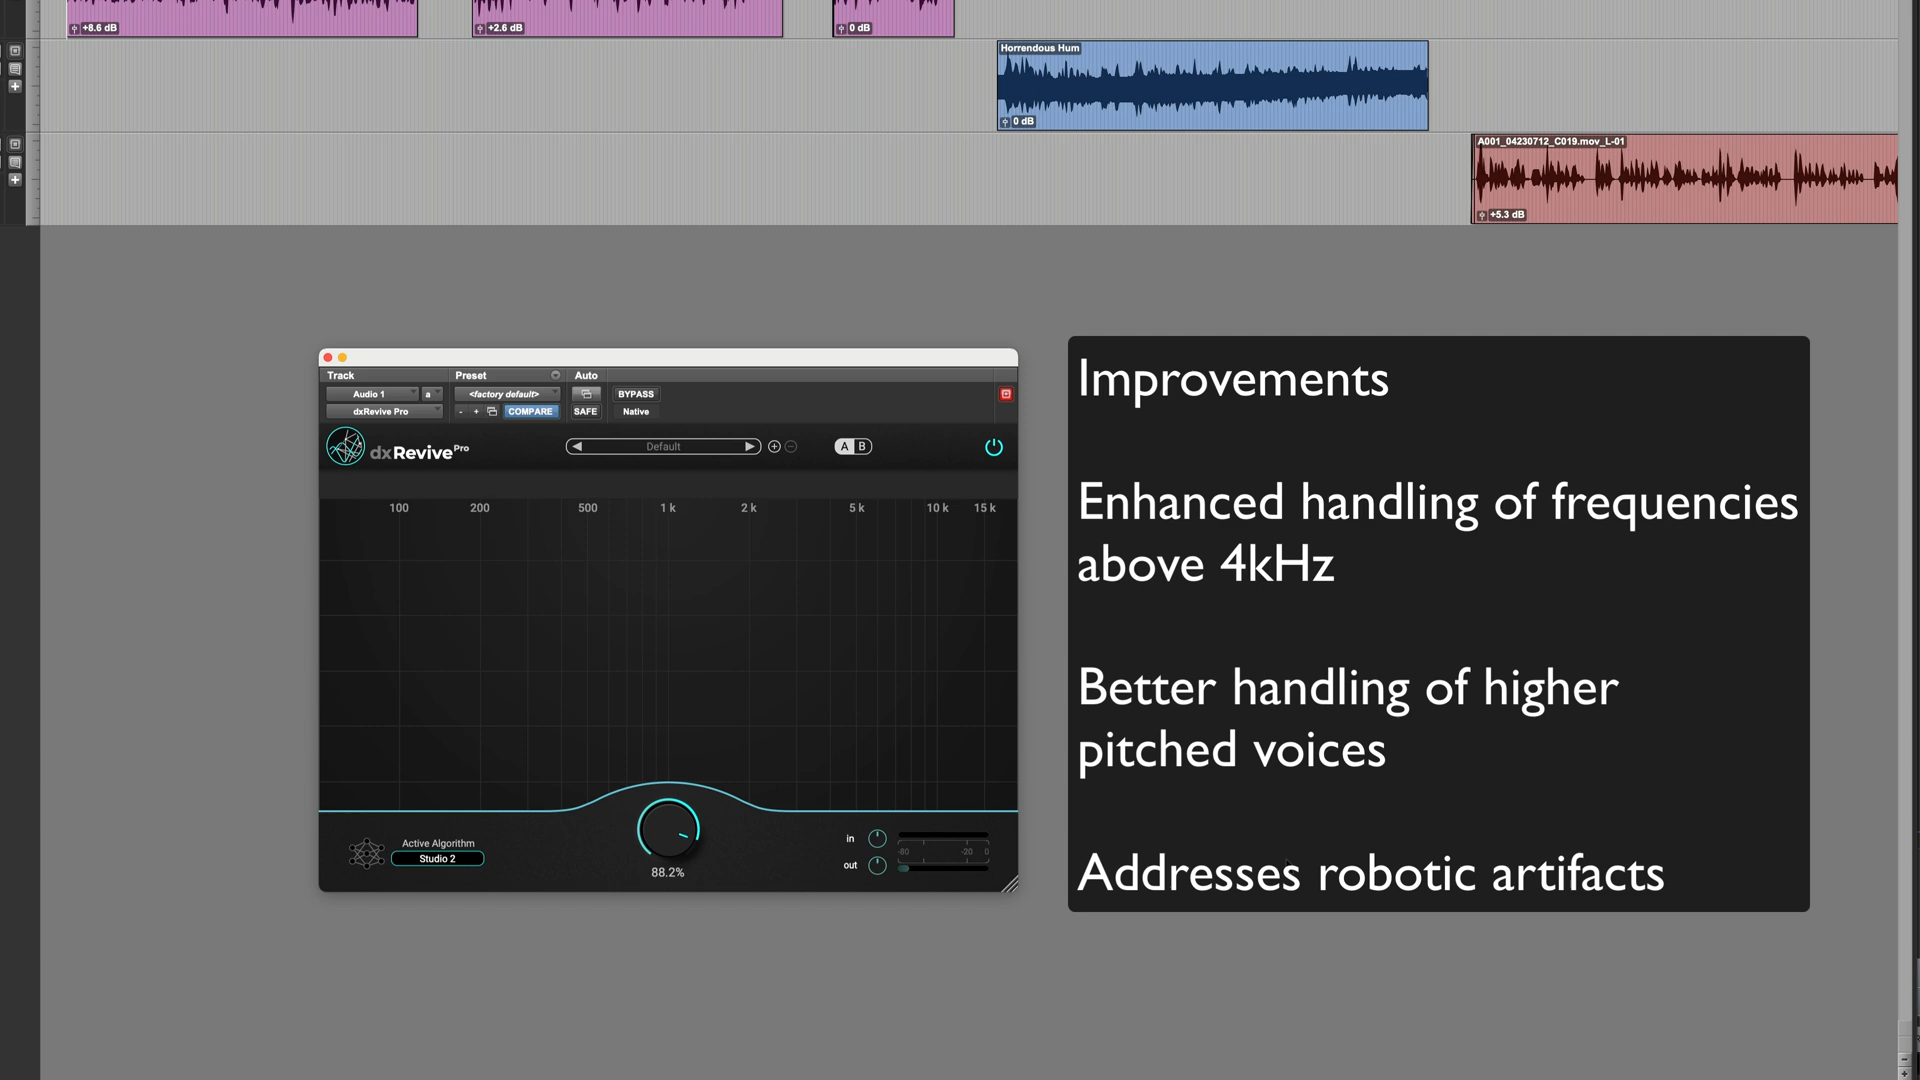 +8.6 dB
+2.6 dB
0 dB
Horrendous Hum
0 dB
A001_04230712_C019.mov_L-01
+5.3 dB
Track
Preset
Auto
Audio 1
a
<factory default>
BYPASS
dxRevive Pro
- +
COMPARE
SAFE
Native
dxRevive Pro
Default
A B
100 200 500 1 k 2 k 5 k 10 k 15 k
Active Algorithm
Studio 2
88.2%
in
-80 -20 0
out
Improvements
Enhanced handling of frequencies
above 4kHz
Better handling of higher
pitched voices
Addresses robotic artifacts